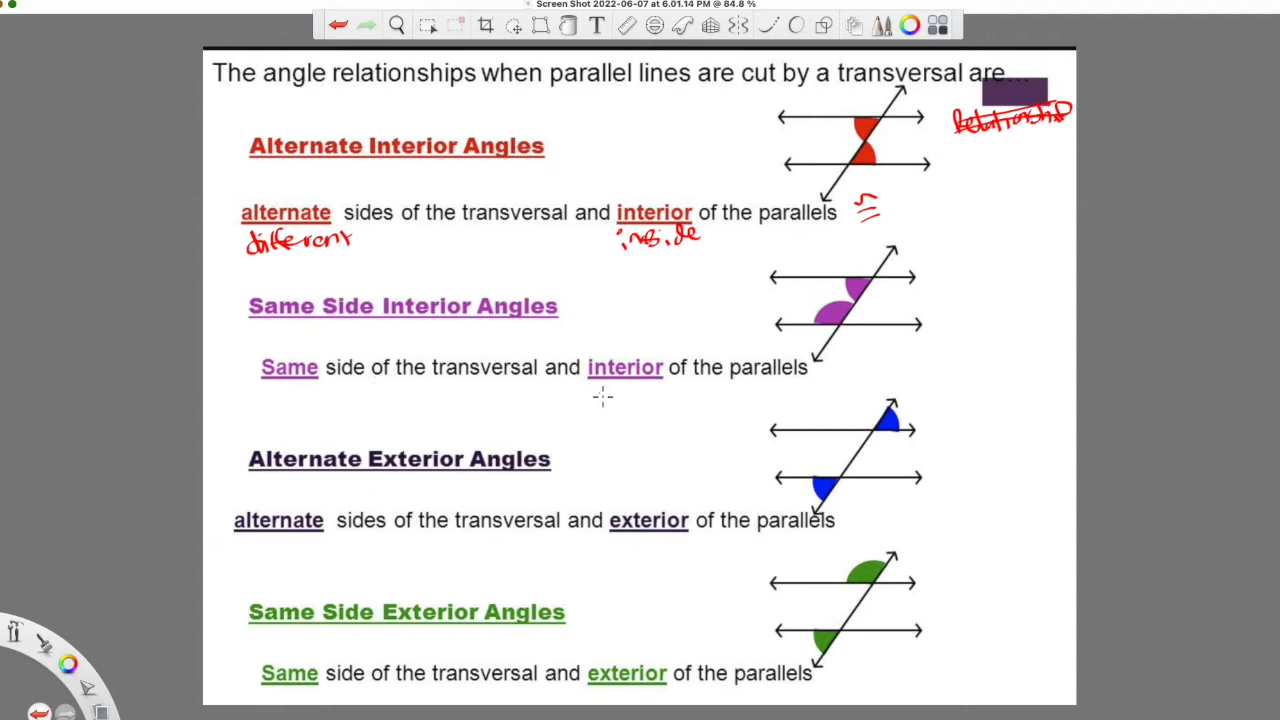 Screen Shot 2022-06-07 at 6.01.14 PM @ 84.8 %
The angle relationships when parallel lines are cut by a transversal are...
Relationship
Alternate Interior Angles
alternate sides of the transversal and interior of the parallels ≅
different inside
Same Side Interior Angles
Same side of the transversal and interior of the parallels
Alternate Exterior Angles
alternate sides of the transversal and exterior of the parallels
Same Side Exterior Angles
Same side of the transversal and exterior of the parallels